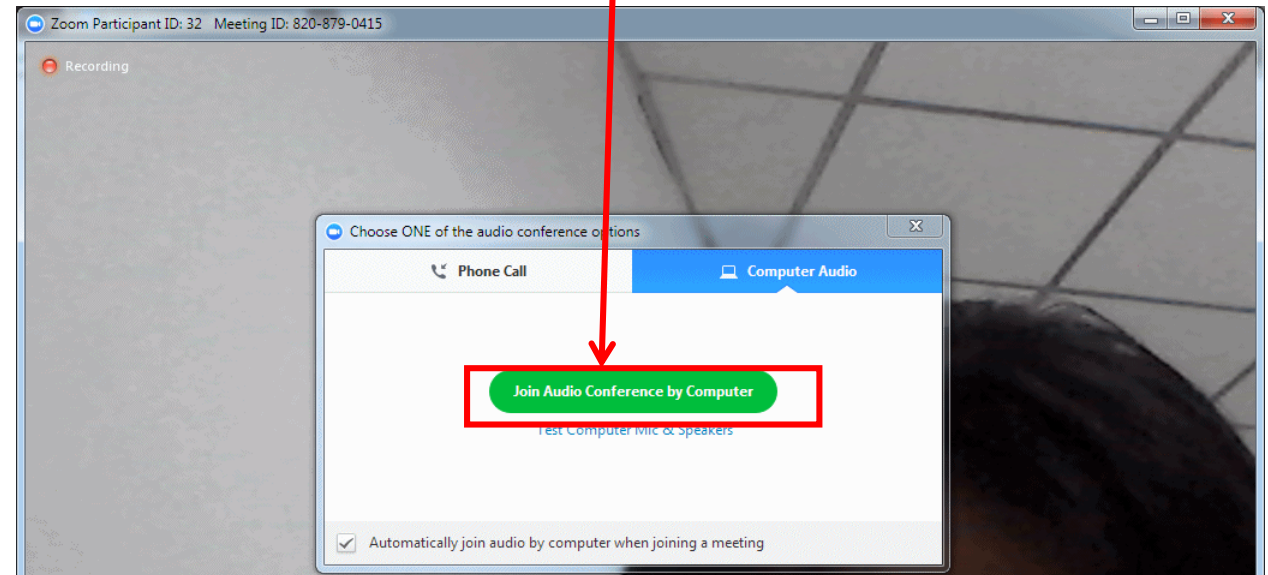 Zoom Participant ID: 32 Meeting ID: 820-879-0415
Recording
Choose ONE of the audio conference options
Phone Call
Computer Audio
Join Audio Conference by Computer
Test Computer Mic & Speakers
Automatically join audio by computer when joining a meeting